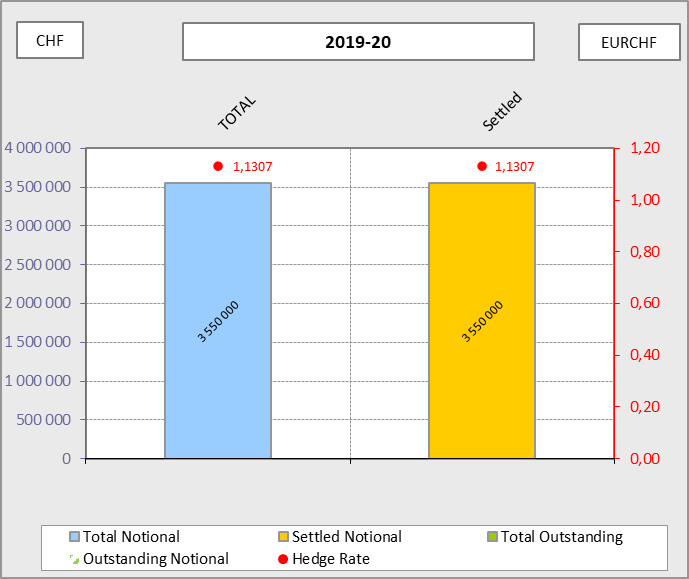 CHF
2019-20
EURCHF
TOTAL
Settled
4 000 000
3 500 000
3 000 000
2 500 000
2 000 000
1 500 000
1 000 000
500 000
0
1,1307
1,1307
3 550 000
3 550 000
1,20
1,00
0,80
0,60
0,40
0,20
0,00
Total Notional
Settled Notional
Total Outstanding
Outstanding Notional
Hedge Rate